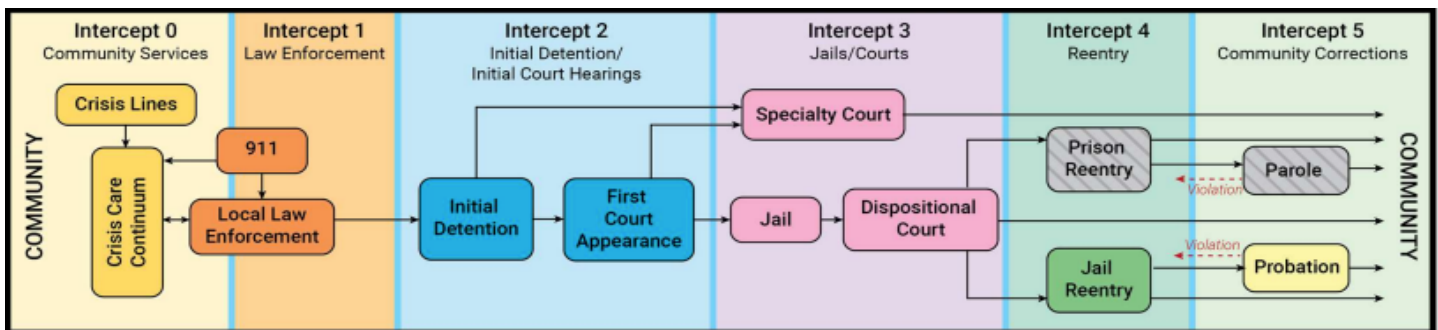 Intercept 0
Community Services
Intercept 1
Law Enforcement
Intercept 2
Initial Detention/
Initial Court Hearings
Intercept 3
Jails/Courts
Intercept 4
Reentry
Intercept 5
Community Corrections
COMMUNITY
Crisis Lines
Crisis Care
Continuum
911
Local Law
Enforcement
Initial
Detention
First
Court
Appearance
Specialty Court
Jail
Dispositional
Court
Prison
Reentry
Violation
Parole
Jail
Reentry
Violation
Probation
COMMUNITY